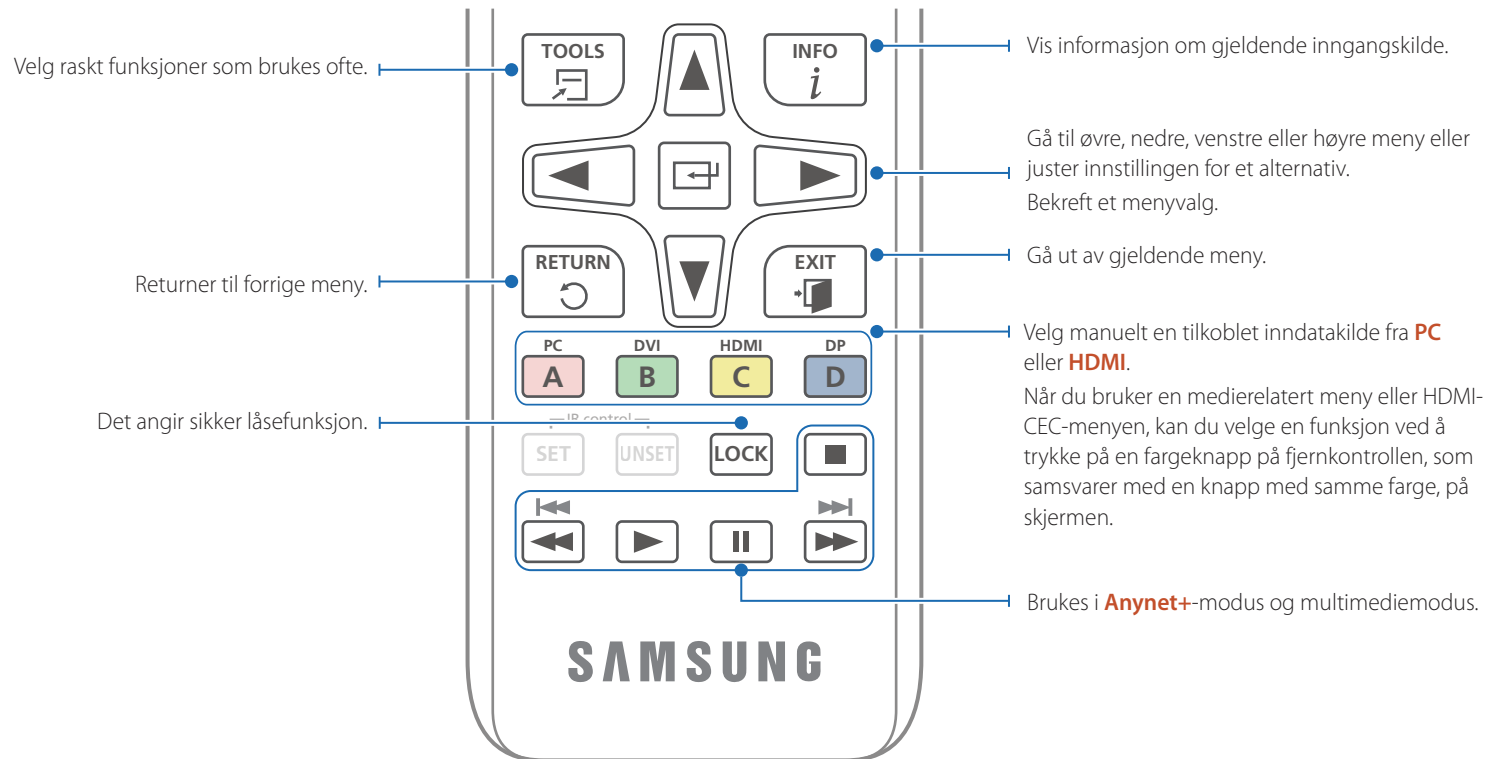 TOOLS
INFO
i
Velg raskt funksjoner som brukes ofte.
Vis informasjon om gjeldende inngangskilde.
Gå til øvre, nedre, venstre eller høyre meny eller
juster innstillingen for et alternativ.
Bekreft et menyvalg.
RETURN
EXIT
Returner til forrige meny.
Gå ut av gjeldende meny.
PC
DVI
HDMI
DP
A
B
C
D
Velg manuelt en tilkoblet inndatakilde fra PC
eller HDMI.
Når du bruker en medierelatert meny eller HDMI-
CEC-menyen, kan du velge en funksjon ved å
trykke på en fargeknapp på fjernkontrollen, som
samsvarer med en knapp med samme farge, på
skjermen.
Det angir sikker låsefunksjon.
IR control
SET
UNSET
LOCK
Brukes i Anynet+-modus og multimediemodus.
SAMSUNG